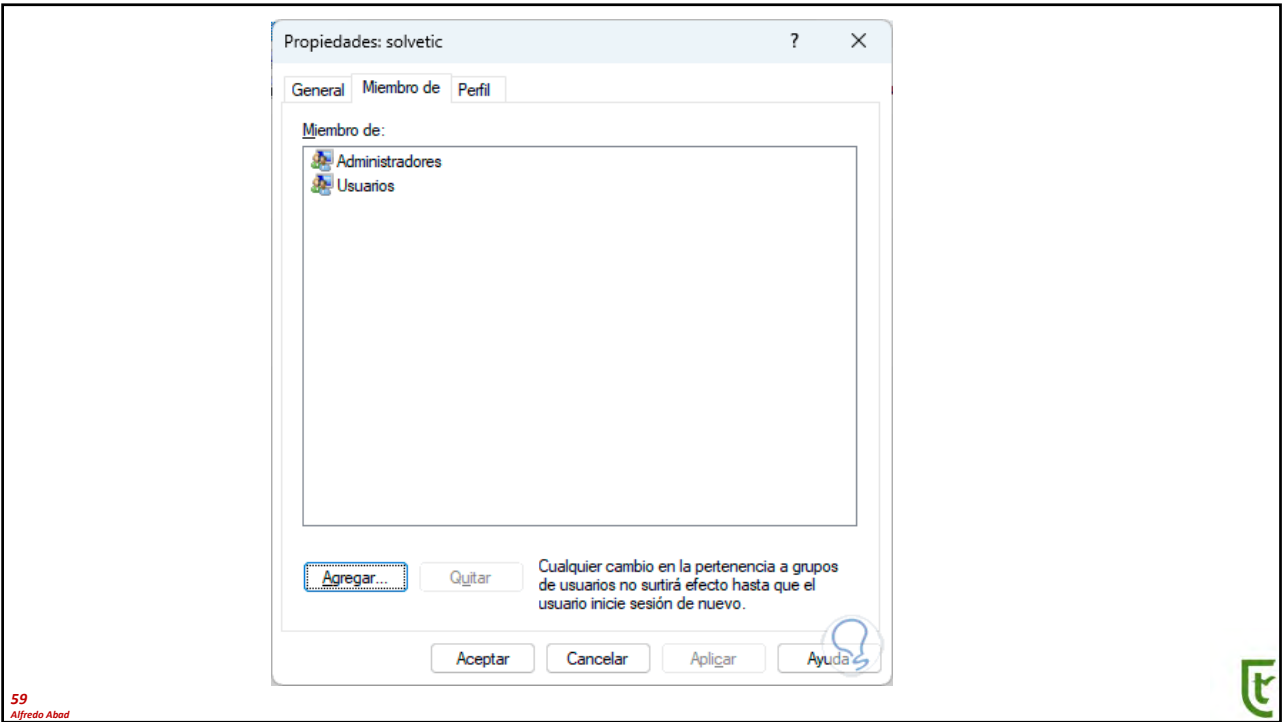 Propiedades: solvetic ?
General Miembro de Perfil
Miembro de:
Administradores
Usuarios
Agregar... Quitar
Cualquier cambio en la pertenencia a grupos
de usuarios no surtirá efecto hasta que el
usuario inicie sesión de nuevo.
Aceptar Cancelar Aplicar Ayuda
59
Alfredo Abad